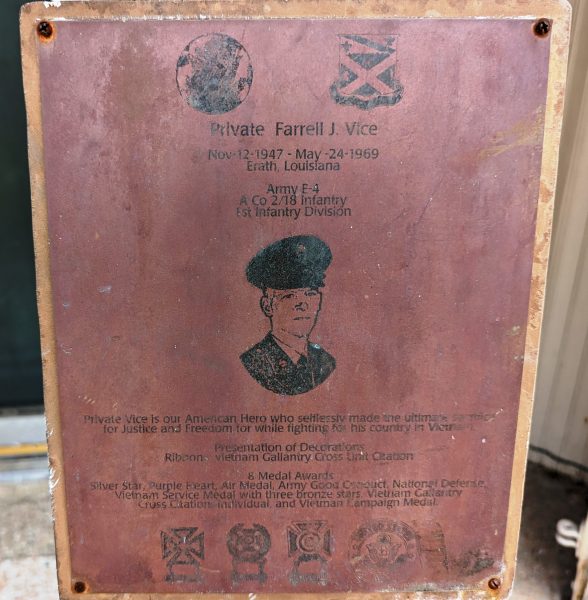 Private Farrell J. Vice
Nov-12-1947 - May -24-1969
Erath, Louisiana
Army E-4
A Co 2/18 Infantry
Ist Infantry Division
Private Vice is our American Hero who selflessly made the ultimate sacrifice
for Justice and Freedom for while fighting for his country in Vietnam.
Presentation of Decorations
Ribbons, Vietnam Gallantry Cross Unit Citation
8 Medal Awards
Silver Star, Purple Heart, Air Medal, Army Good Conduct, National Defense,
Vietnam Service Medal with three bronze stars, Vietnam Gallantry
Cross Citation, Individual, and Vietnan Campaign Medal.